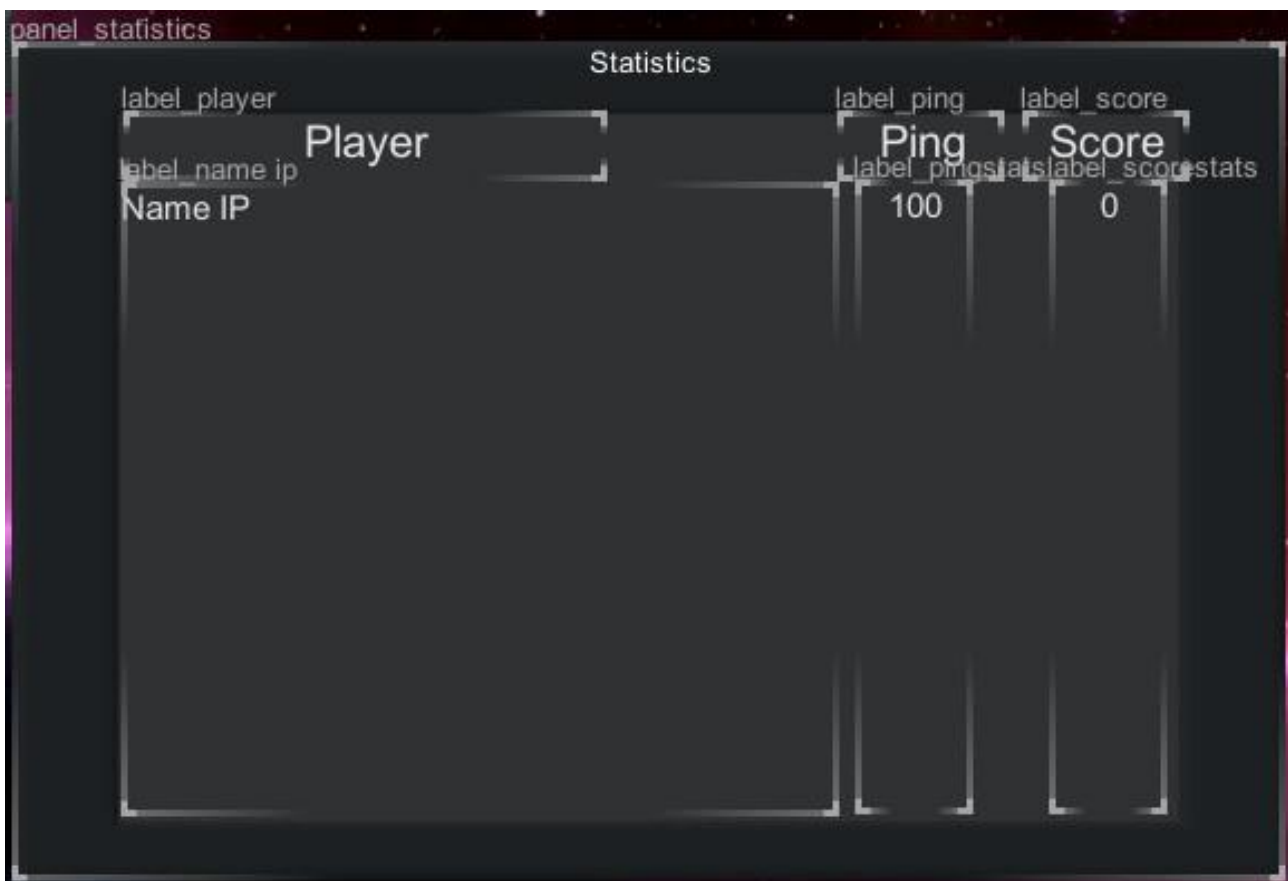 panel_statistics
Statistics
label_player label_ping label_score
Player Ping Score
label_name ip label_pingstats label_scorestats
Name IP 100 0